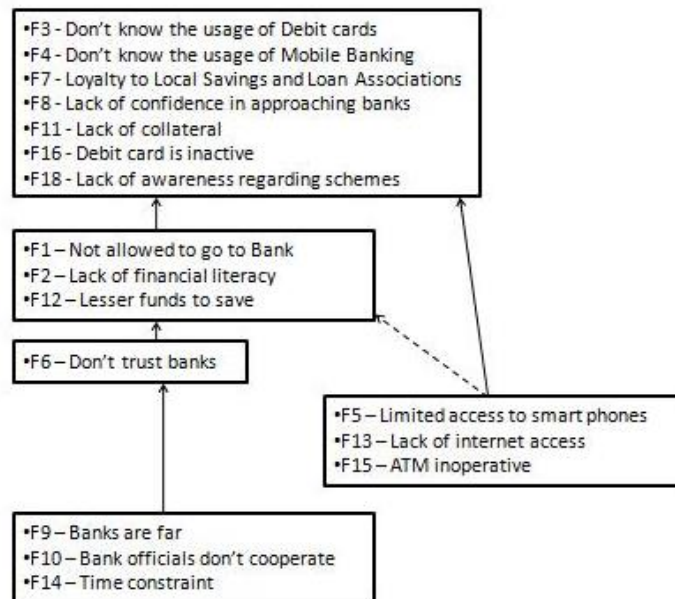 •F3 - Don't know the usage of Debit cards
•F4 - Don't know the usage of Mobile Banking
•F7 - Loyalty to Local Savings and Loan Associations
•F8 - Lack of confidence in approaching banks
•F11 - Lack of collateral
•F16 - Debit card is inactive
•F18 - Lack of awareness regarding schemes
•F1 – Not allowed to go to Bank
•F2 – Lack of financial literacy
•F12 – Lesser funds to save
•F6 – Don't trust banks
•F5 – Limited access to smart phones
•F13 – Lack of internet access
•F15 – ATM inoperative
•F9 – Banks are far
•F10 – Bank officials don't cooperate
•F14 – Time constraint